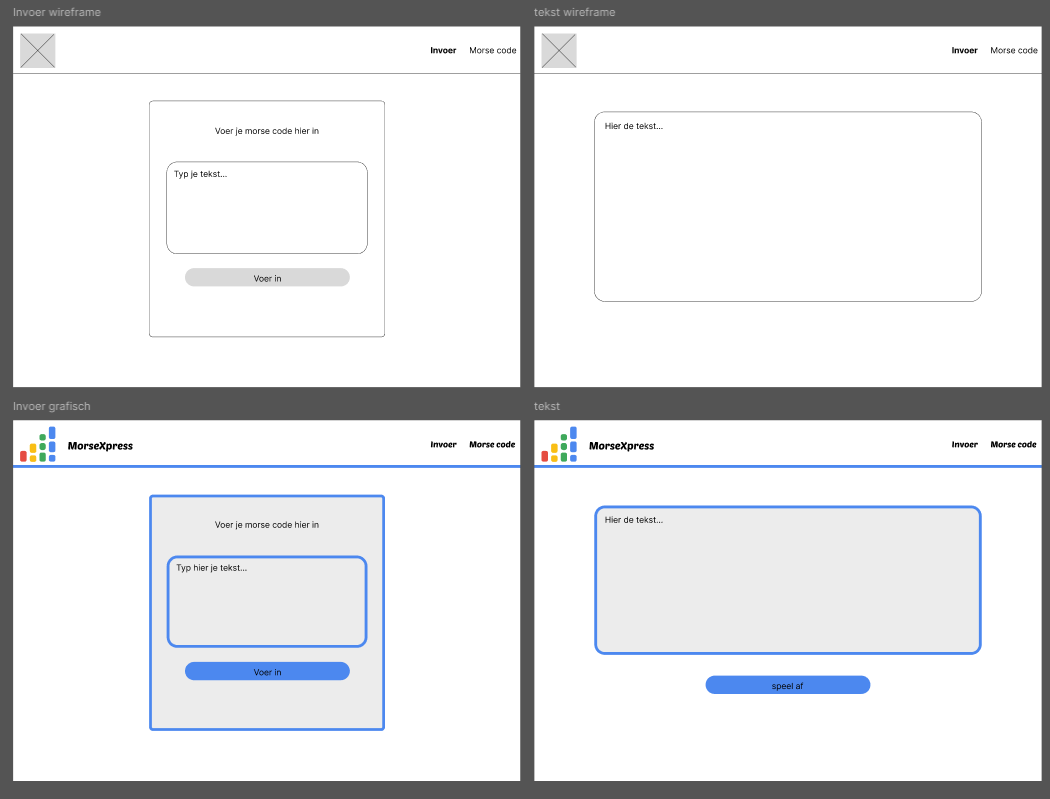 Invoer wireframe
Invoer Morse code
Voer je morse code hier in
Typ je tekst...
Voer in
tekst wireframe
Invoer Morse code
Hier de tekst...
Invoer grafisch
MorseXpress Invoer Morse code
Voer je morse code hier in
Typ hier je tekst...
Voer in
tekst
MorseXpress Invoer Morse code
Hier de tekst...
speel af